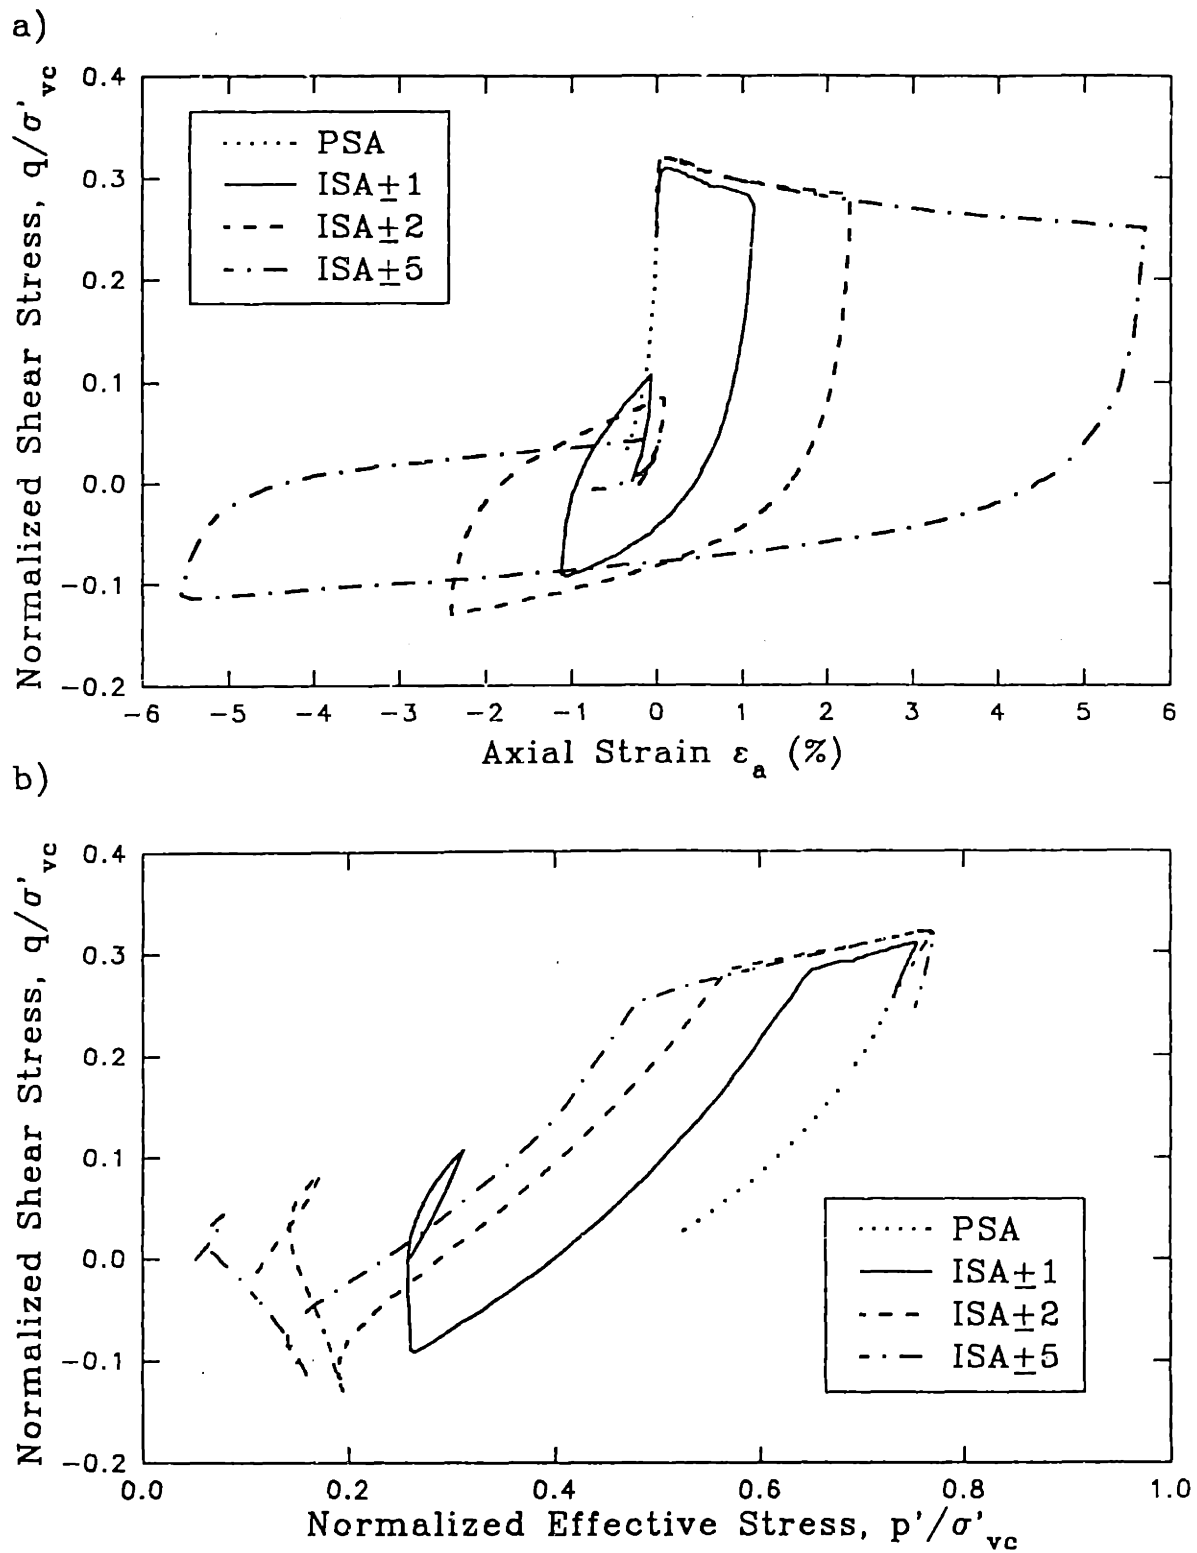 a)
Normalized Shear Stress, q/σ'vc
0.4
0.3
0.2
0.1
0.0
−0.1
−0.2
PSA
ISA±1
ISA±2
ISA±5
−6 −5 −4 −3 −2 −1 0 1 2 3 4 5 6
Axial Strain εa (%)
b)
Normalized Shear Stress, q/σ'vc
0.4
0.3
0.2
0.1
0.0
−0.1
−0.2
PSA
ISA±1
ISA±2
ISA±5
0.0 0.2 0.4 0.6 0.8 1.0
Normalized Effective Stress, p'/σ'vc